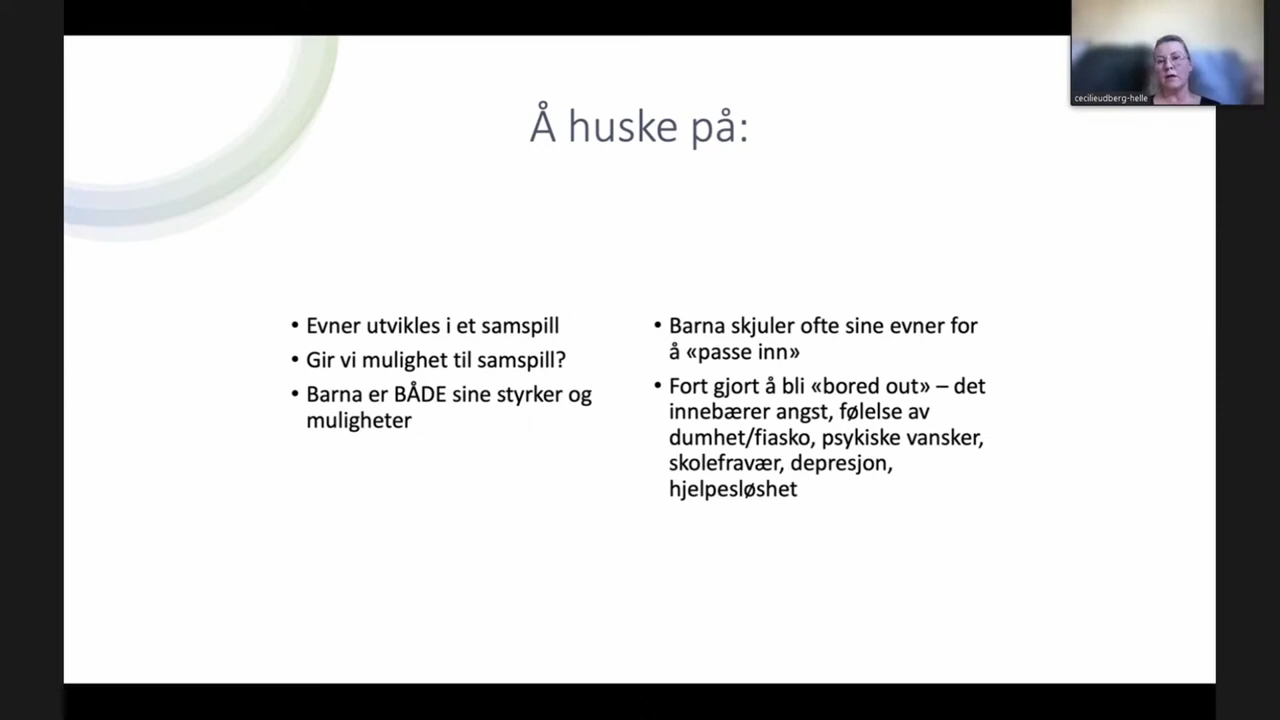 cecilieudberg-helle
Å huske på:
• Evner utvikles i et samspill
• Gir vi mulighet til samspill?
• Barna er BÅDE sine styrker og
muligheter
• Barna skjuler ofte sine evner for
å «passe inn»
• Fort gjort å bli «bored out» – det
innebærer angst, følelse av
dumhet/fiasko, psykiske vansker,
skolefravær, depresjon,
hjelpesløshet